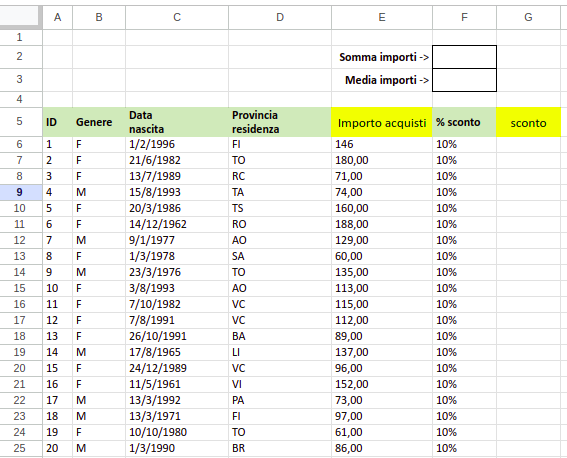 A B C D E F G
1
2 Somma importi ->
3 Media importi ->
4
5 ID Genere Data nascita Provincia residenza Importo acquisti % sconto sconto
6 1 F 1/2/1996 FI 146 10%
7 2 F 21/6/1982 TO 180,00 10%
8 3 F 13/7/1989 RC 71,00 10%
9 4 M 15/8/1993 TA 74,00 10%
10 5 F 20/3/1986 TS 160,00 10%
11 6 F 14/12/1962 RO 188,00 10%
12 7 M 9/1/1977 AO 129,00 10%
13 8 F 1/3/1978 SA 60,00 10%
14 9 M 23/3/1976 TO 135,00 10%
15 10 F 3/8/1993 AO 113,00 10%
16 11 F 7/10/1982 VC 115,00 10%
17 12 F 7/8/1991 VC 112,00 10%
18 13 F 26/10/1991 BA 89,00 10%
19 14 M 17/8/1965 LI 137,00 10%
20 15 F 24/12/1989 VC 96,00 10%
21 16 F 11/5/1961 VI 152,00 10%
22 17 M 13/3/1992 PA 73,00 10%
23 18 M 13/3/1971 FI 97,00 10%
24 19 F 10/10/1980 TO 61,00 10%
25 20 M 1/3/1990 BR 86,00 10%